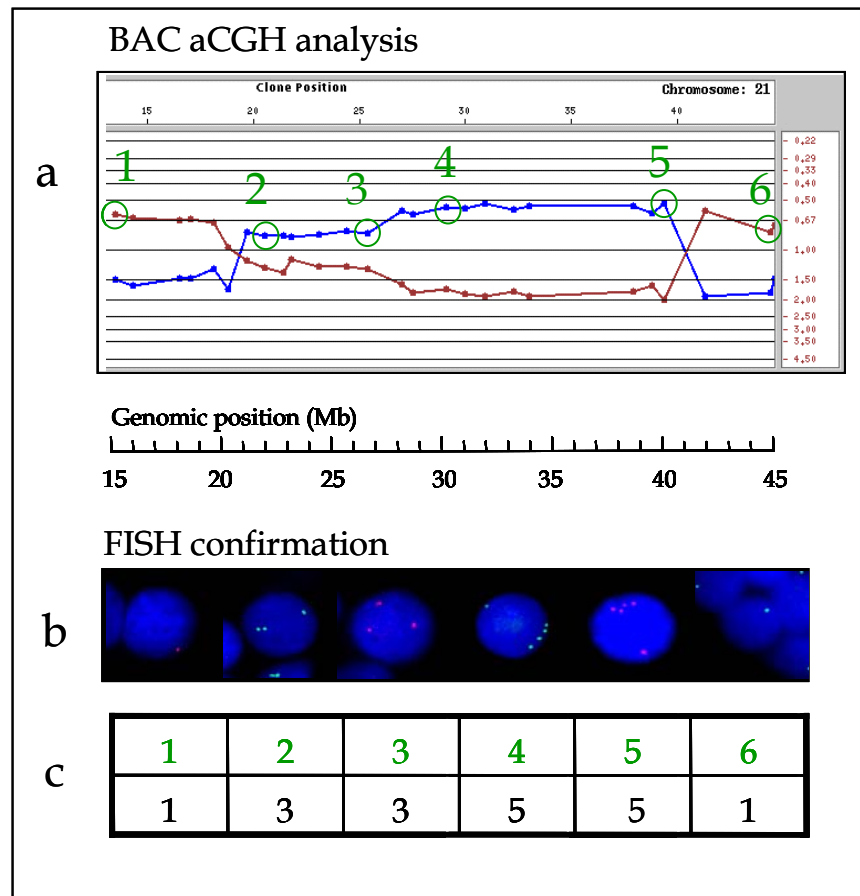 BAC aCGH analysis
Clone Position Chromosome: 21
15 20 25 30 35 40
a
1 2 3 4 5 6
0,22
0,29
0,33
0,40
0,50
0,67
1,00
1,50
2,00
2,50
3,00
3,50
4,50
Genomic position (Mb)
15 20 25 30 35 40 45
FISH confirmation
b
c
1 2 3 4 5 6
1 3 3 5 5 1